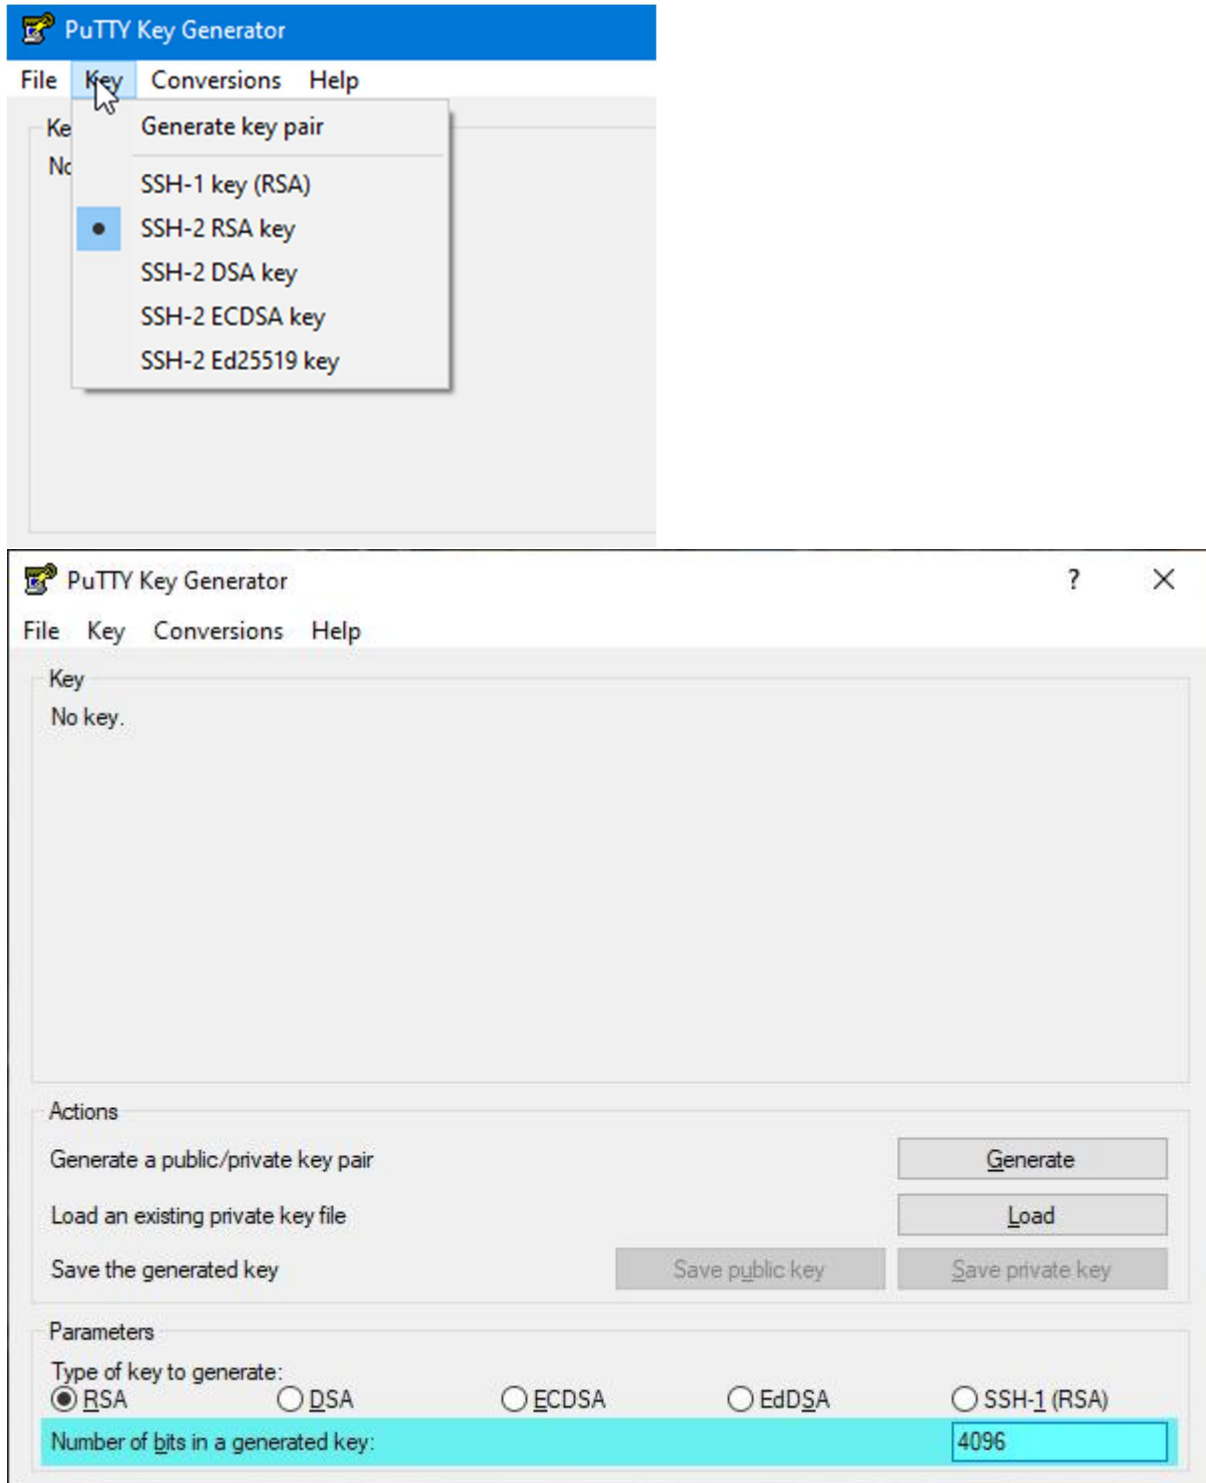 PuTTY Key Generator
File Key Conversions Help
Ke
Generate key pair
No
SSH-1 key (RSA)
SSH-2 RSA key
SSH-2 DSA key
SSH-2 ECDSA key
SSH-2 Ed25519 key
PuTTY Key Generator ?
File Key Conversions Help
Key
No key.
Actions
Generate a public/private key pair Generate
Load an existing private key file Load
Save the generated key Save public key Save private key
Parameters
Type of key to generate:
RSA DSA ECDSA EdDSA SSH-1 (RSA)
Number of bits in a generated key: 4096